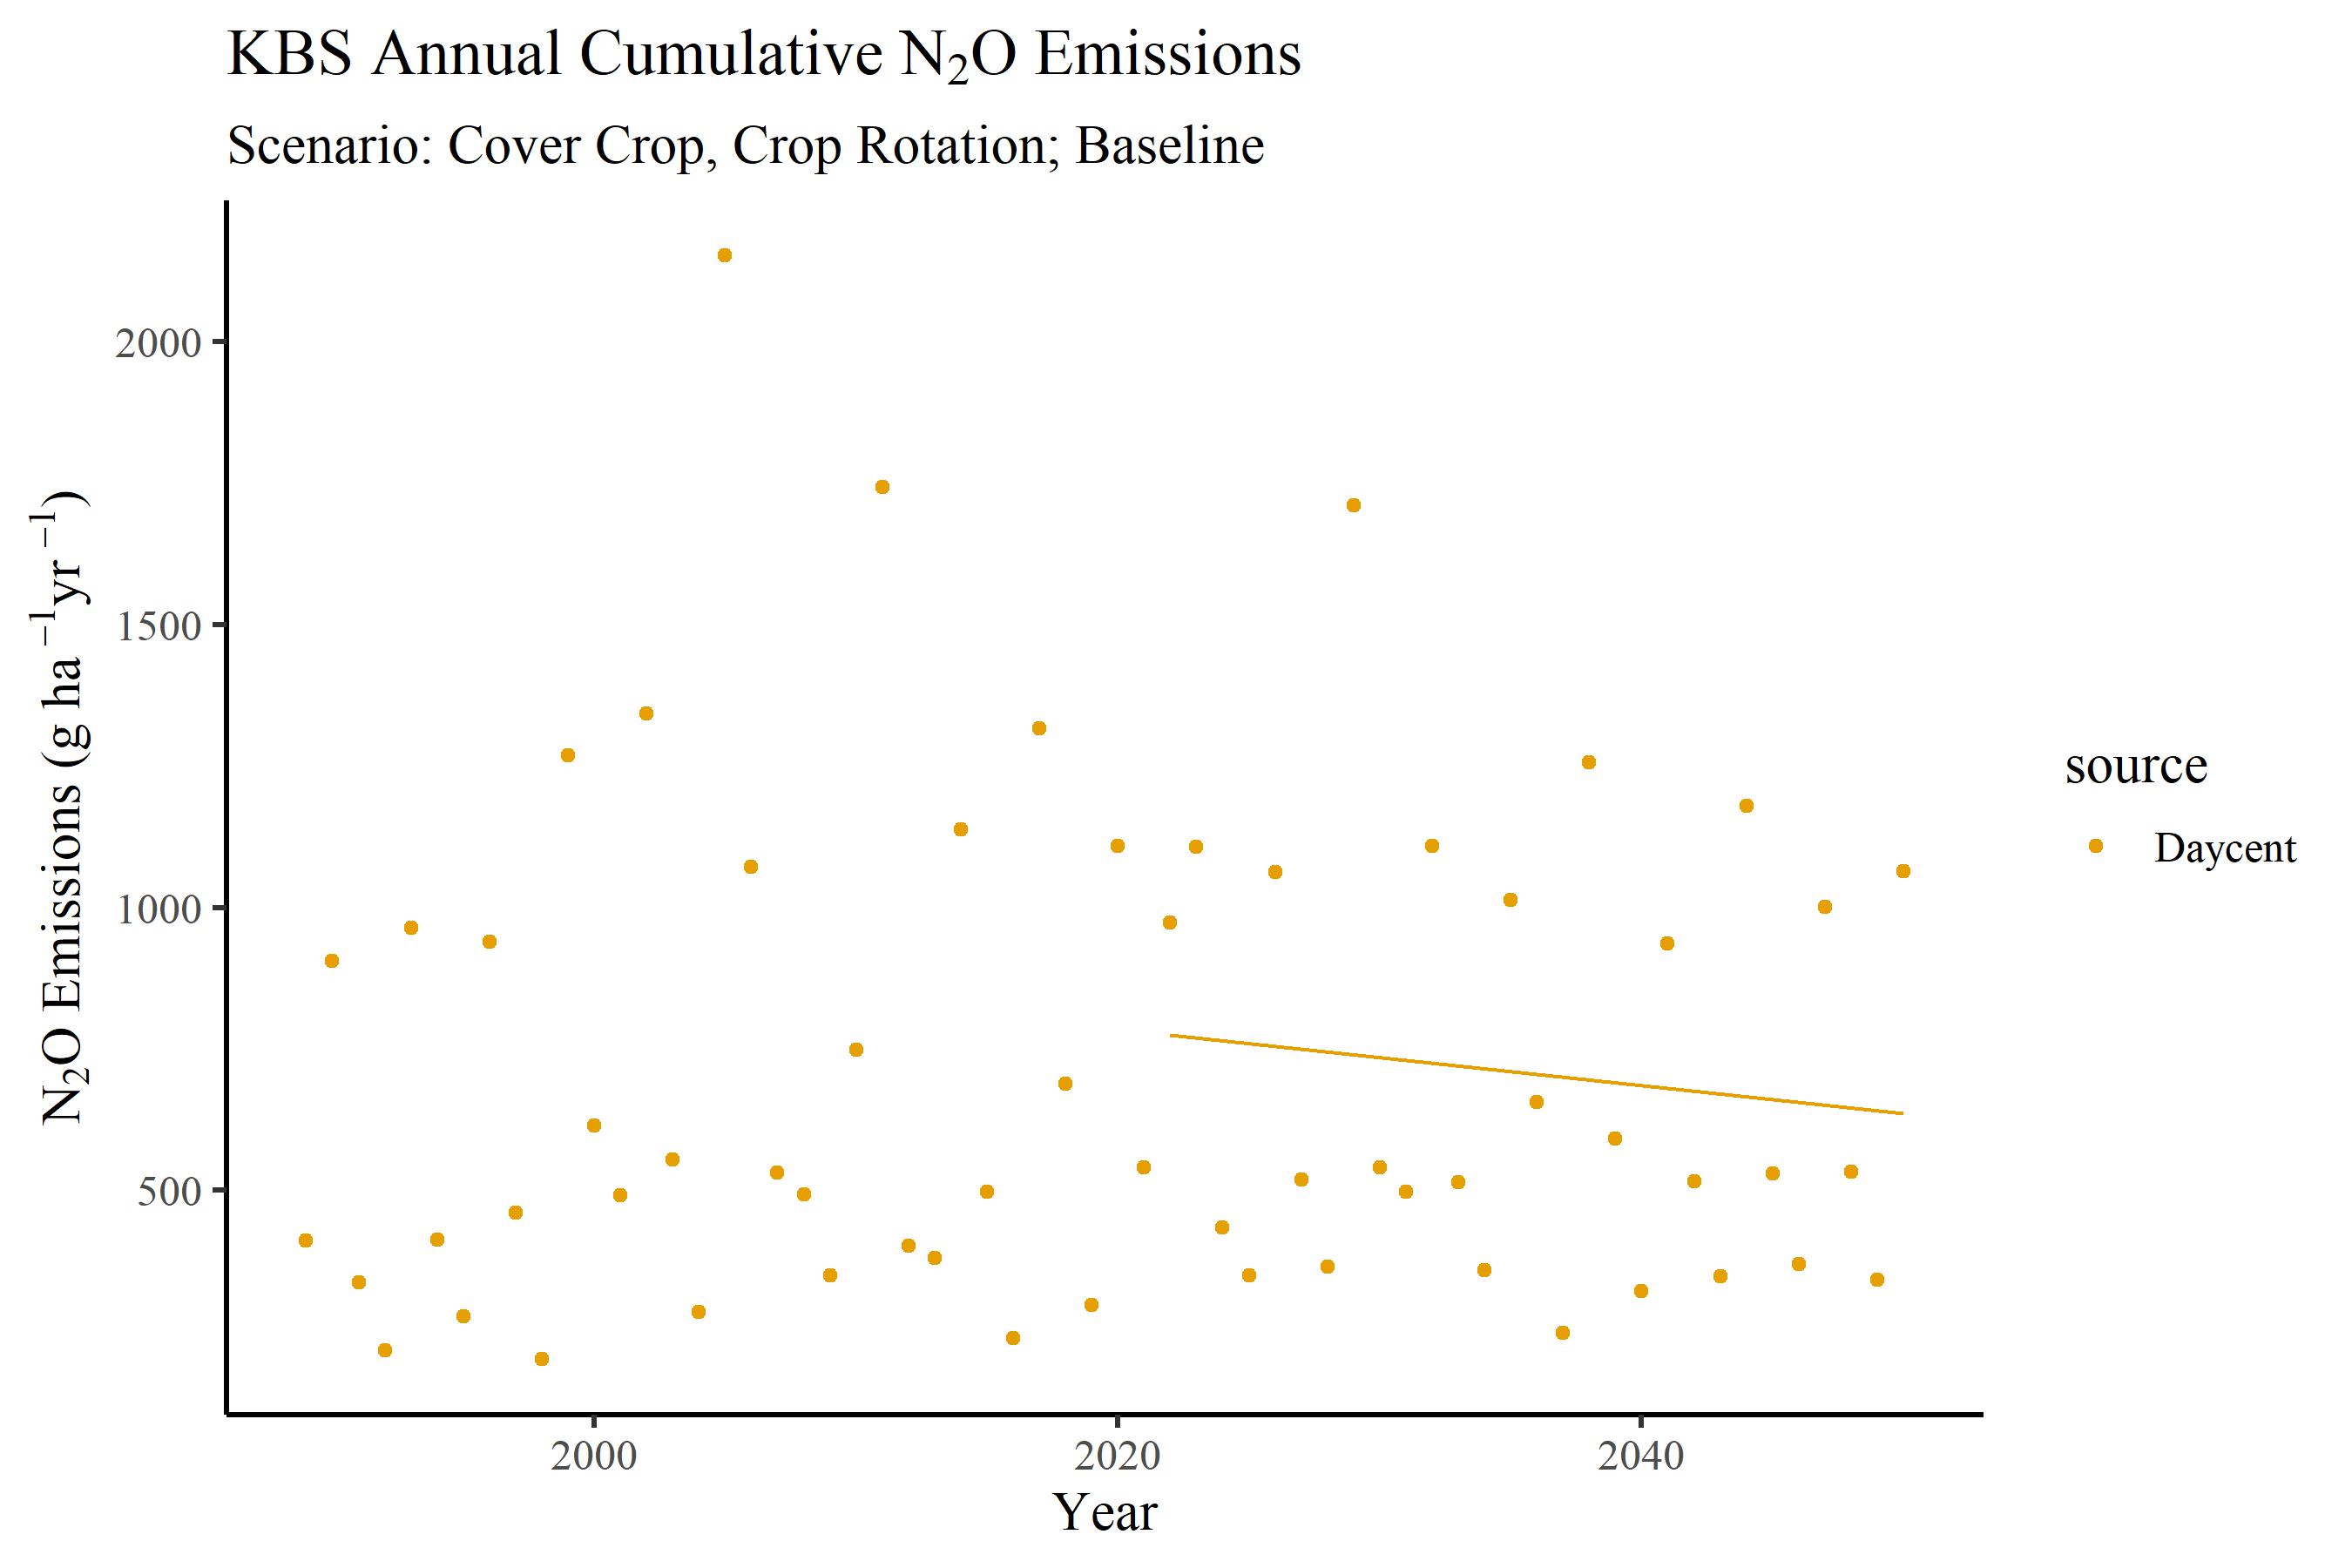 KBS Annual Cumulative N₂O Emissions
Scenario: Cover Crop, Crop Rotation; Baseline
N₂O Emissions (g ha ⁻¹yr ⁻¹)
2000
1500
1000
500
2000 2020 2040
Year
source
Daycent